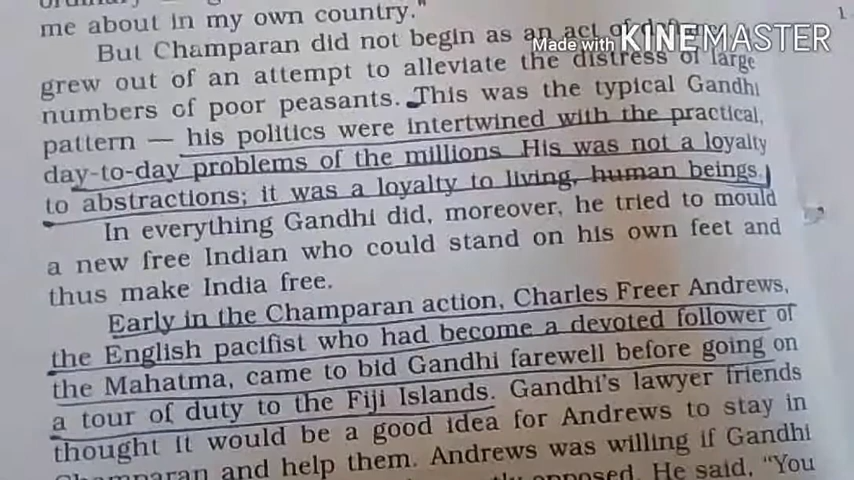 me about in my own country."
But Champaran did not begin as an act of
Made with KINEMASTER
grew out of an attempt to alleviate the distress of large
numbers of poor peasants. This was the typical Gandhi
pattern — his politics were intertwined with the practical,
day-to-day problems of the millions. His was not a loyalty
to abstractions; it was a loyalty to living, human beings.
In everything Gandhi did, moreover, he tried to mould
a new free Indian who could stand on his own feet and
thus make India free.
Early in the Champaran action, Charles Freer Andrews,
the English pacifist who had become a devoted follower of
the Mahatma, came to bid Gandhi farewell before going on
a tour of duty to the Fiji Islands. Gandhi's lawyer friends
thought it would be a good idea for Andrews to stay in
Champaran and help them. Andrews was willing if Gandhi
opposed. He said, "You